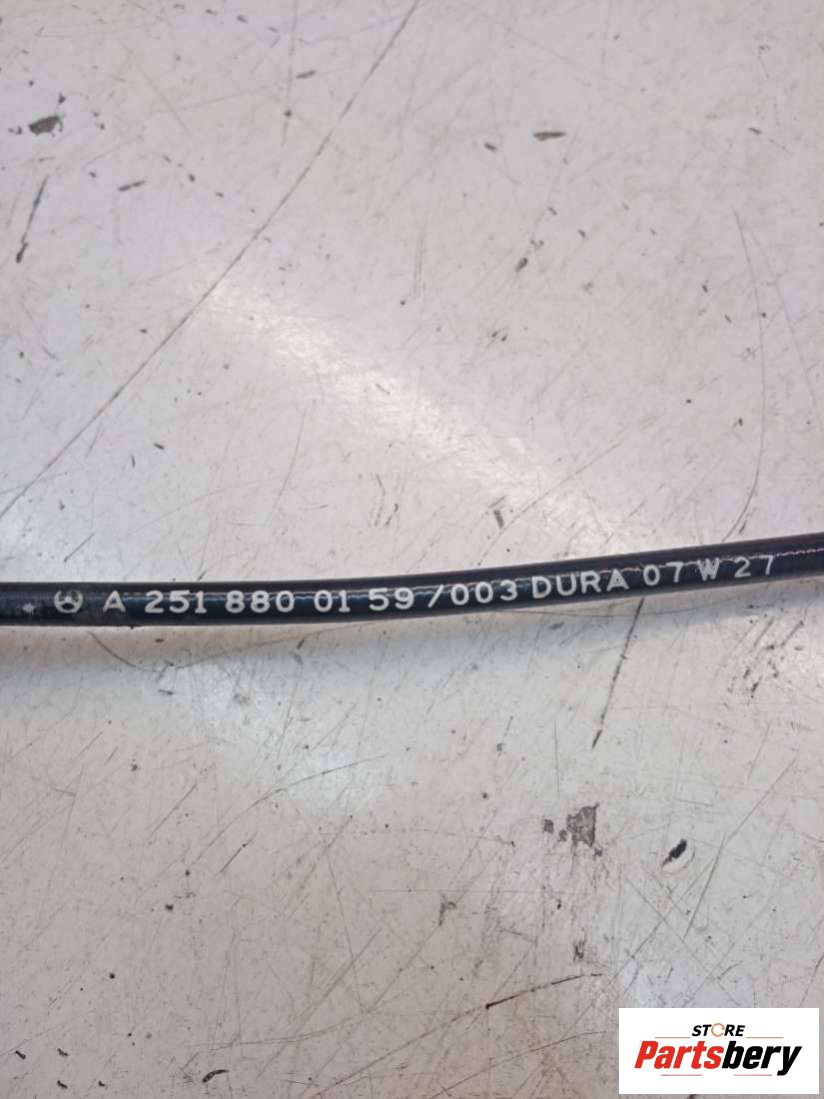 A 251 880 01 59 /003 DURA 07 W 27
STORE
Partsbery